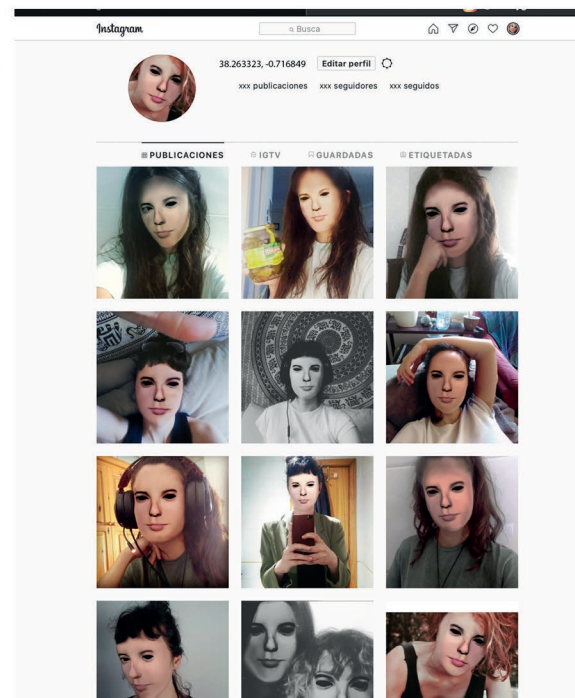 Instagram
Busca
38.263323, -0.716849 Editar perfil
xxx publicaciones xxx seguidores xxx seguidos
PUBLICACIONES IGTV GUARDADAS ETIQUETADAS